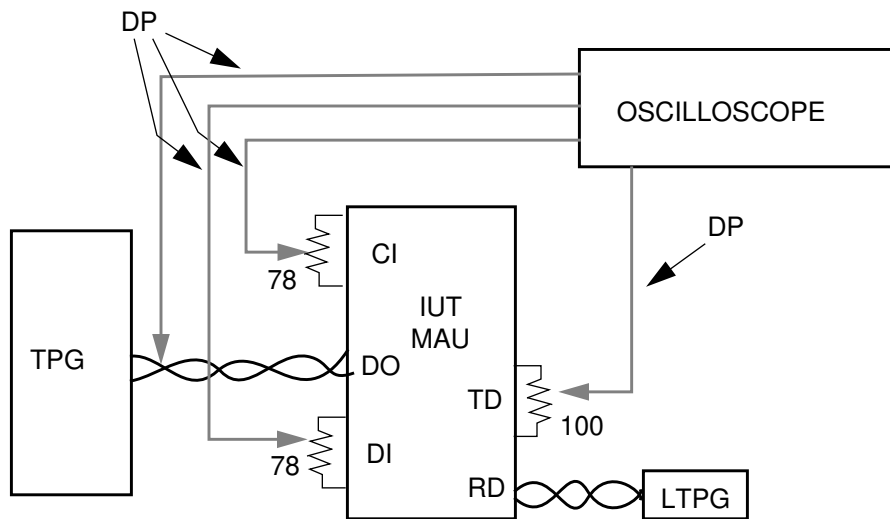 DP
OSCILLOSCOPE
DP
CI
78
IUT
MAU
TPG
DO
TD
100
DI
78
RD
LTPG